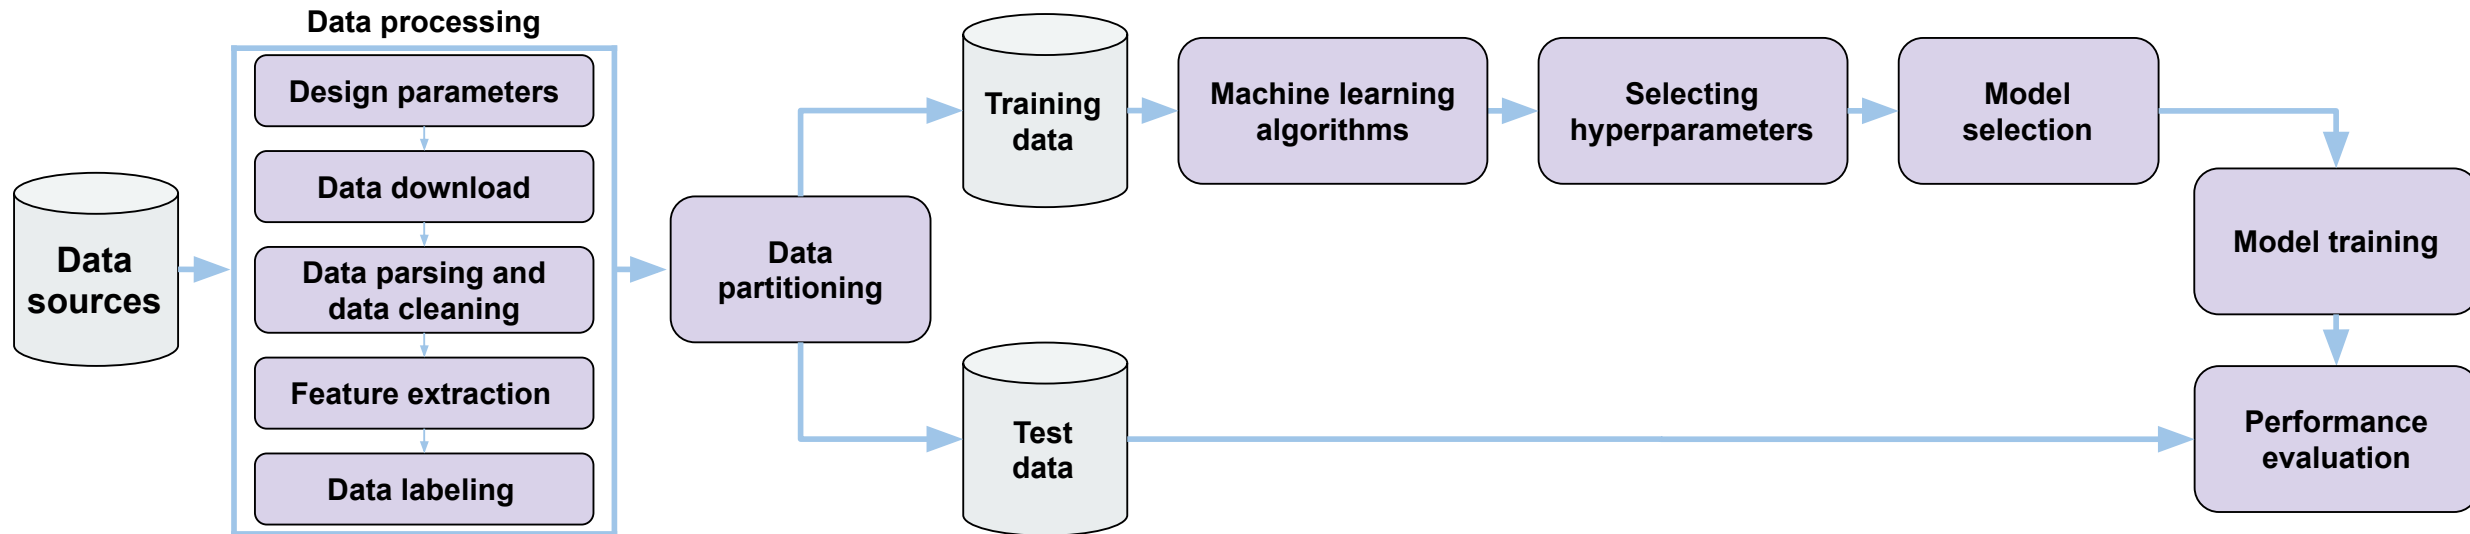 Data processing
Design parameters
Data download
Data parsing and
data cleaning
Feature extraction
Data labeling
Data
sources
Data
partitioning
Training
data
Machine learning
algorithms
Selecting
hyperparameters
Model
selection
Model training
Test
data
Performance
evaluation